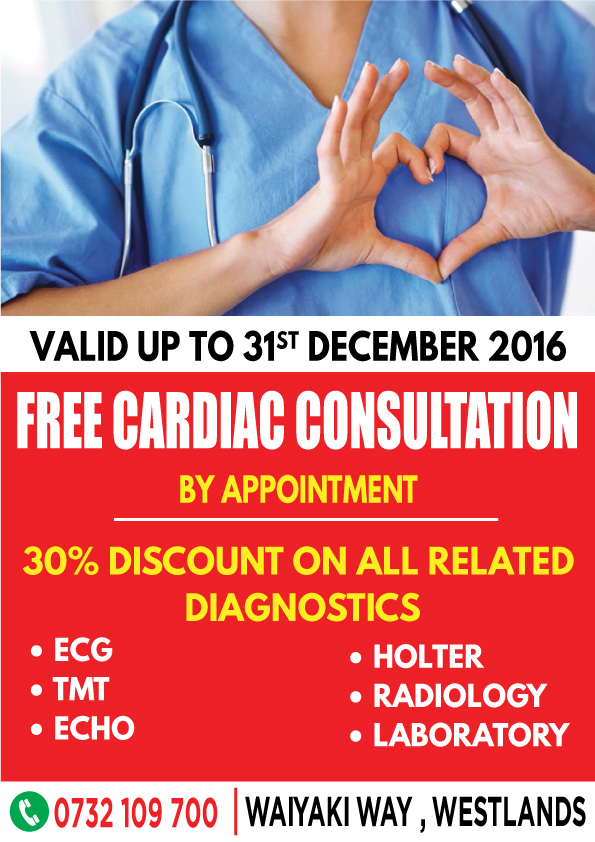 VALID UP TO 31ST DECEMBER 2016
FREE CARDIAC CONSULTATION
BY APPOINTMENT
30% DISCOUNT ON ALL RELATED
DIAGNOSTICS
• ECG
• TMT
• ECHO
• HOLTER
• RADIOLOGY
• LABORATORY
0732 109 700 | WAIYAKI WAY , WESTLANDS